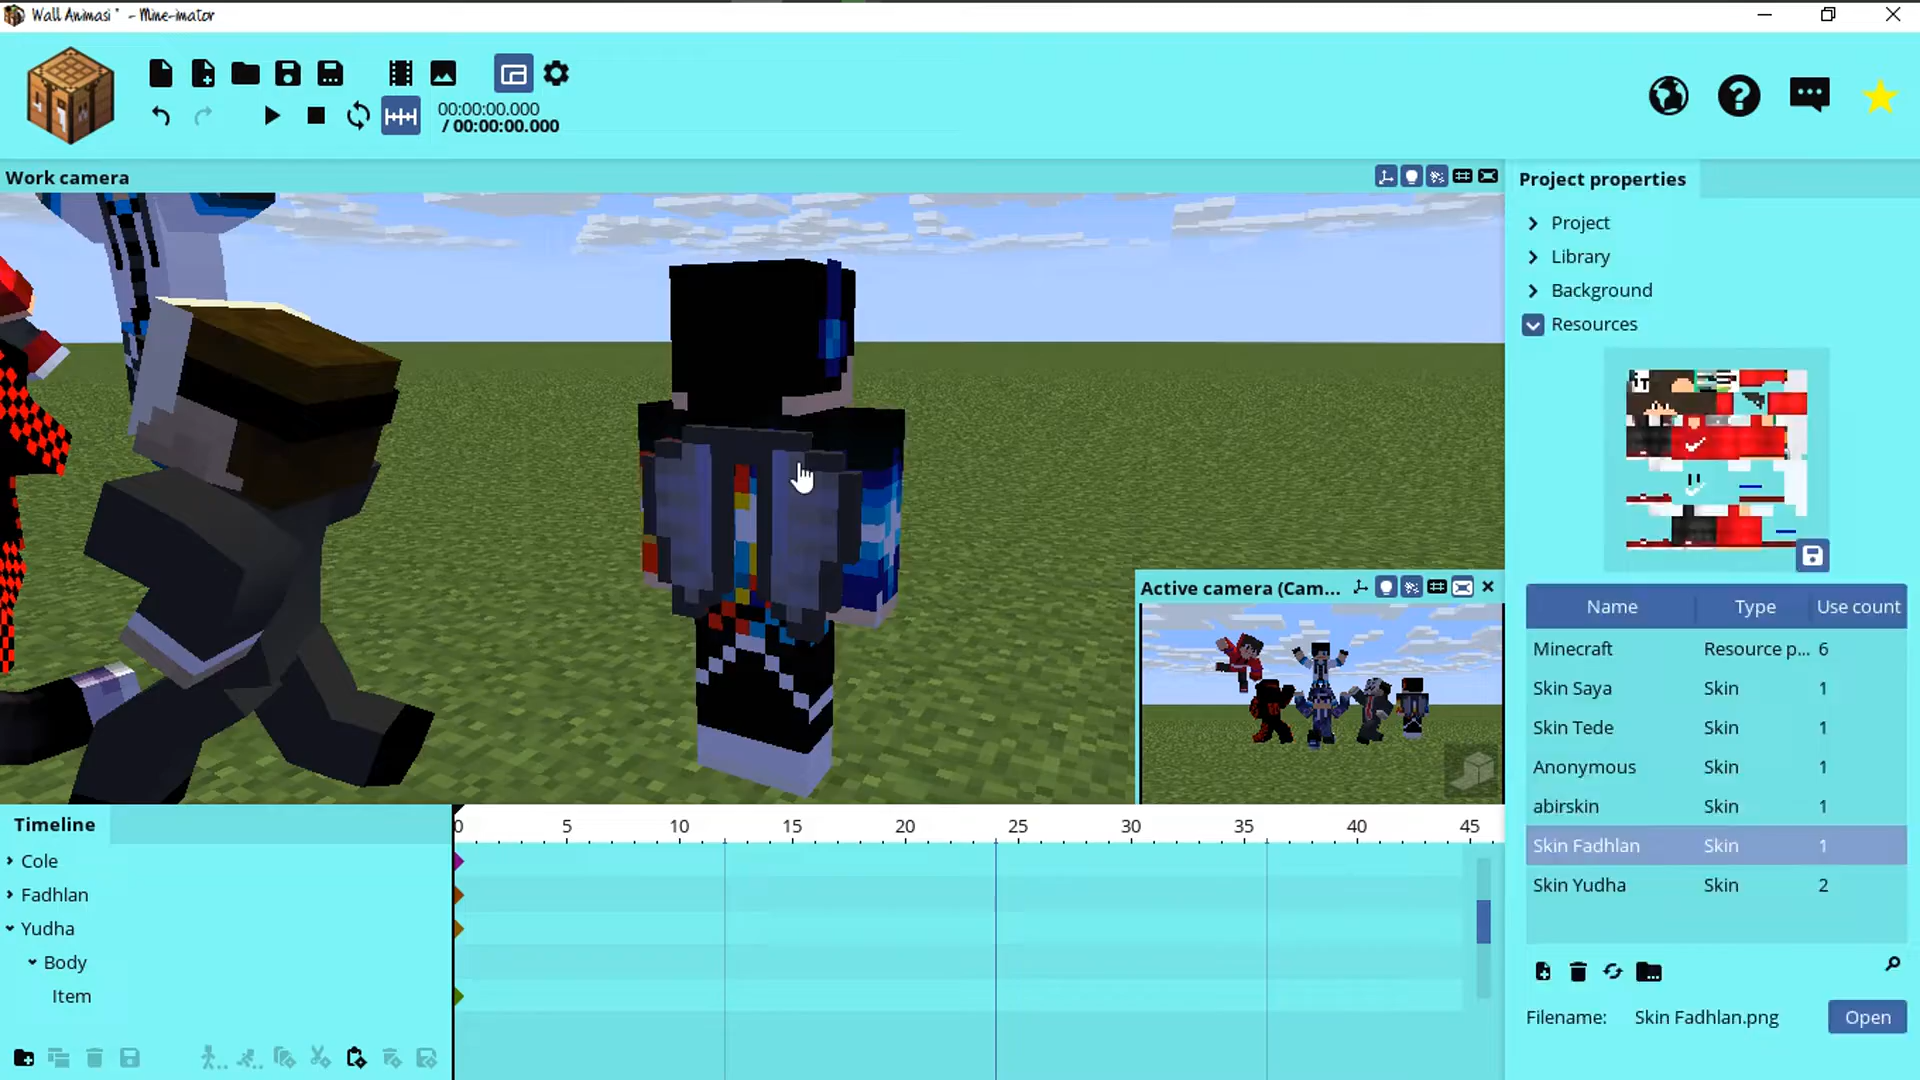 Wall Animasi * - Mine-imator
00:00:00.000
/ 00:00:00.000
Work camera
Active camera (Cam...
Project properties
Project
Library
Background
Resources
Name Type Use count
Minecraft Resource p... 6
Skin Saya Skin 1
Skin Tede Skin 1
Anonymous Skin 1
abirskin Skin 1
Skin Fadhlan Skin 1
Skin Yudha Skin 2
Filename: Skin Fadhlan.png Open
Timeline
0 5 10 15 20 25 30 35 40 45
Cole
Fadhlan
Yudha
Body
Item